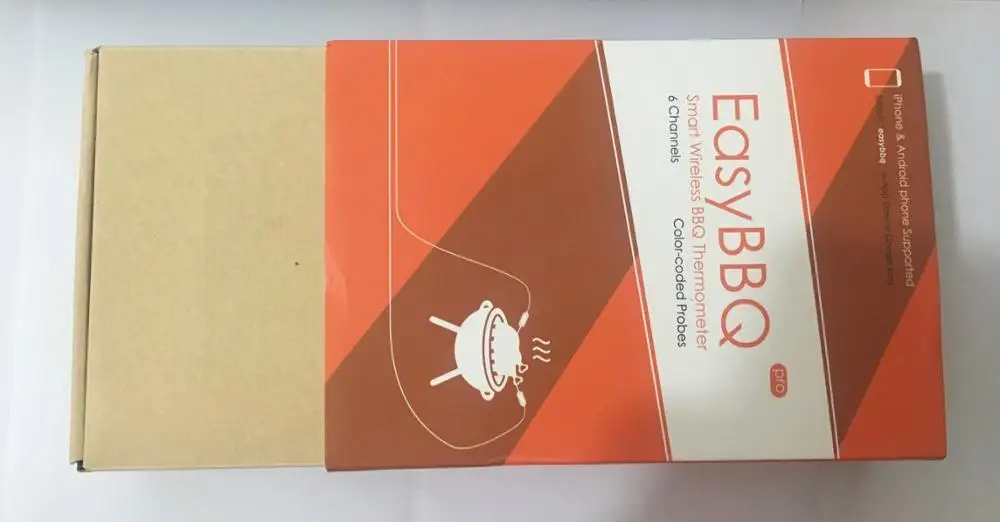 EasyBBQ
pro
Smart Wireless BBQ Thermometer
6 Channels Color-coded Probes
iPhone & Android phone Supported
easybbq